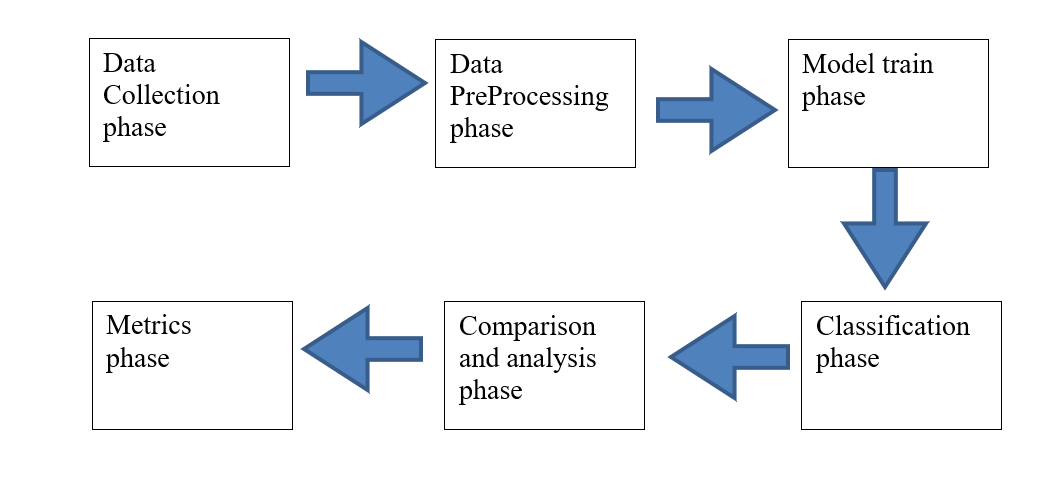 Data
Collection
phase
Data
PreProcessing
phase
Model train
phase
Classification
phase
Comparison
and analysis
phase
Metrics
phase